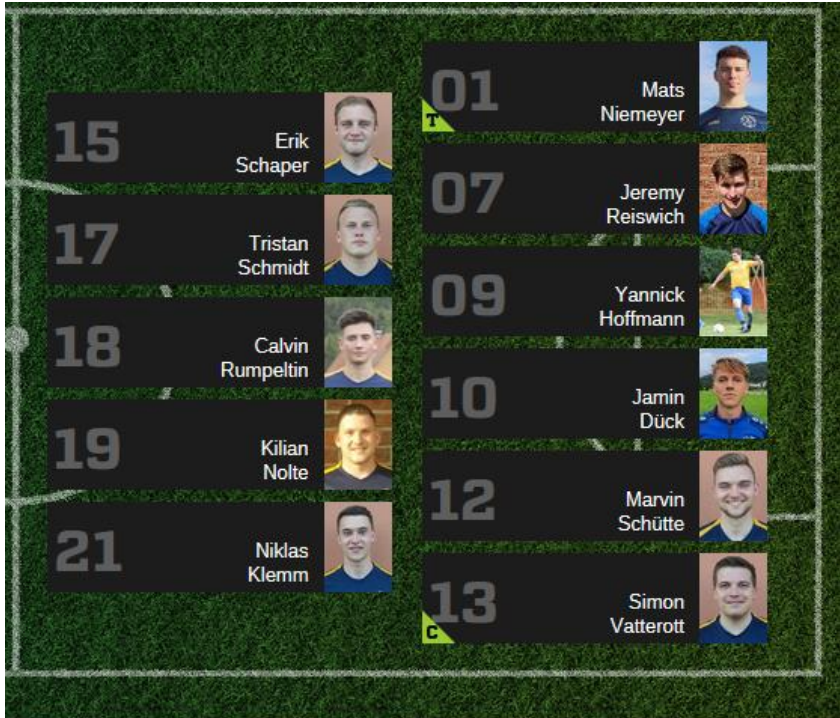 15
Erik
Schaper
17
Tristan
Schmidt
18
Calvin
Rumpeltin
19
Kilian
Nolte
21
Niklas
Klemm
01
T
Mats
Niemeyer
07
Jeremy
Reiswich
09
Yannick
Hoffmann
10
Jamin
Dück
12
Marvin
Schütte
13
C
Simon
Vatterott